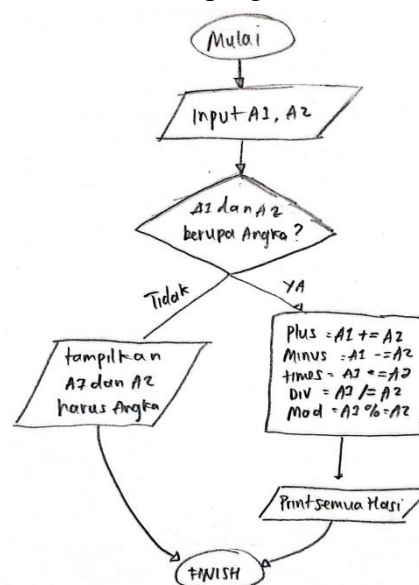 Mulai
Input A1, A2
A1 dan A2
berupa Angka?
Tidak
YA
tampilkan
A1 dan A2
harus Angka
Plus = A1 += A2
Minus = A1 -= A2
times = A1 *= A2
DIV = A1 /= A2
Mod = A1 %= A2
Print semua Hasi
FINISH